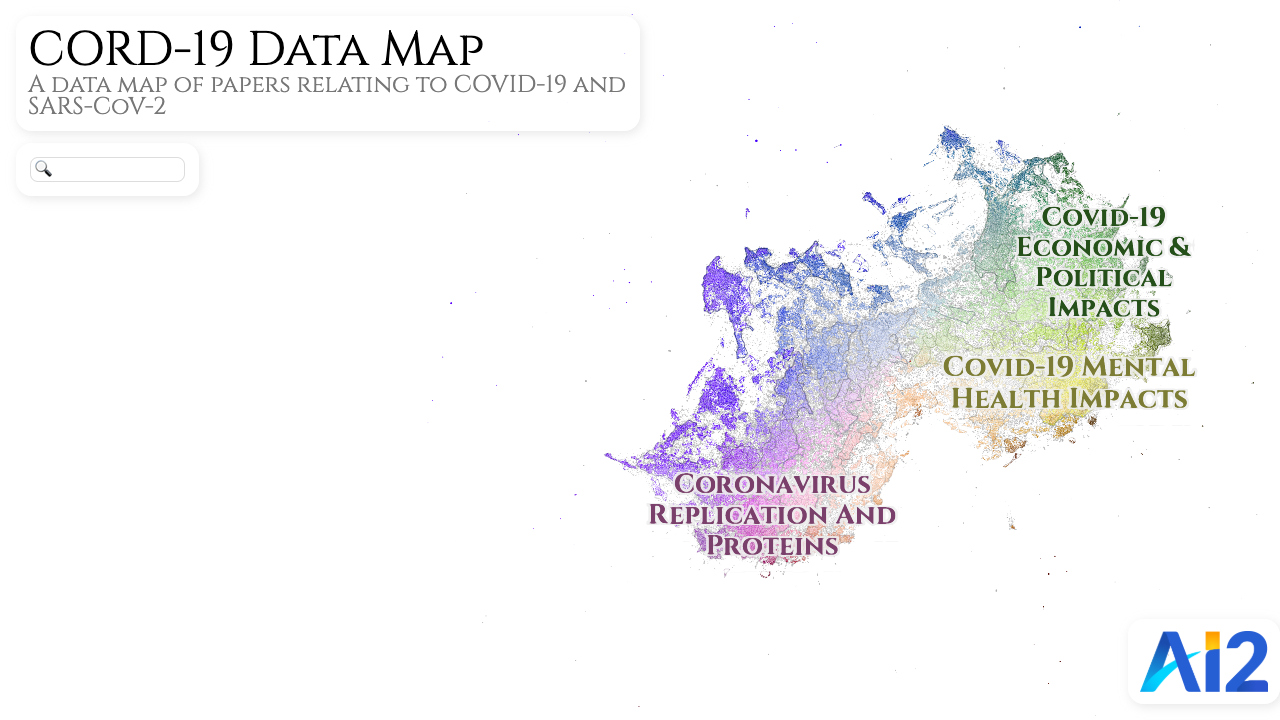 CORD-19 Data Map
A data map of papers relating to COVID-19 and
SARS-CoV-2
Covid-19
Economic &
Political
Impacts
Covid-19 Mental
Health Impacts
Coronavirus
Replication And
Proteins
Ai2